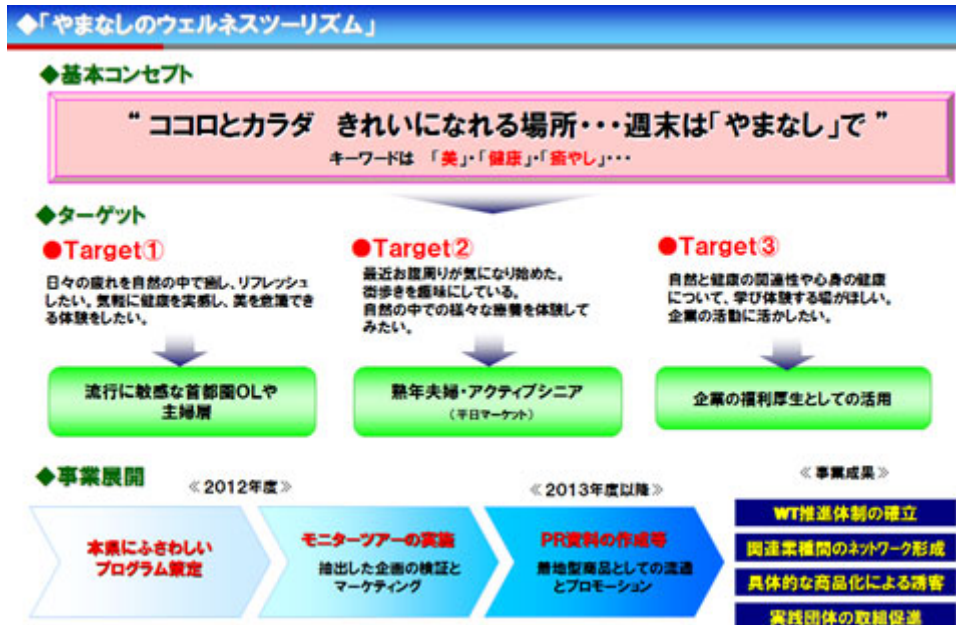 ◆「やまなしのウェルネスツーリズム」
◆基本コンセプト
“ ココロとカラダ きれいになれる場所・・・週末は「やまなし」で ”
キーワードは 「美」・「健康」・「癒やし」・・・
◆ターゲット
●Target①
日々の疲れを自然の中で癒し、リフレッシュ
したい。気軽に健康を実感し、美を意識でき
る体験をしたい。
流行に敏感な首都圏OLや
主婦層
●Target②
最近お腹周りが気になり始めた。
街歩きを趣味にしている。
自然の中での様々な療養を体験して
みたい。
熟年夫婦・アクティブシニア
（平日マーケット）
●Target③
自然と健康の関連性や心身の健康
について、学び体験する場がほしい。
企業の活動に活かしたい。
企業の福利厚生としての活用
◆事業展開
≪2012年度≫
≪2013年度以降≫
≪事業成果≫
本県にふさわしい
プログラム策定
モニターツアーの実施
抽出した企画の検証と
マーケティング
PR資料の作成等
着地型商品としての流通
とプロモーション
WT推進体制の確立
関連業種間のネットワーク形成
具体的な商品化による誘客
実践団体の取組促進